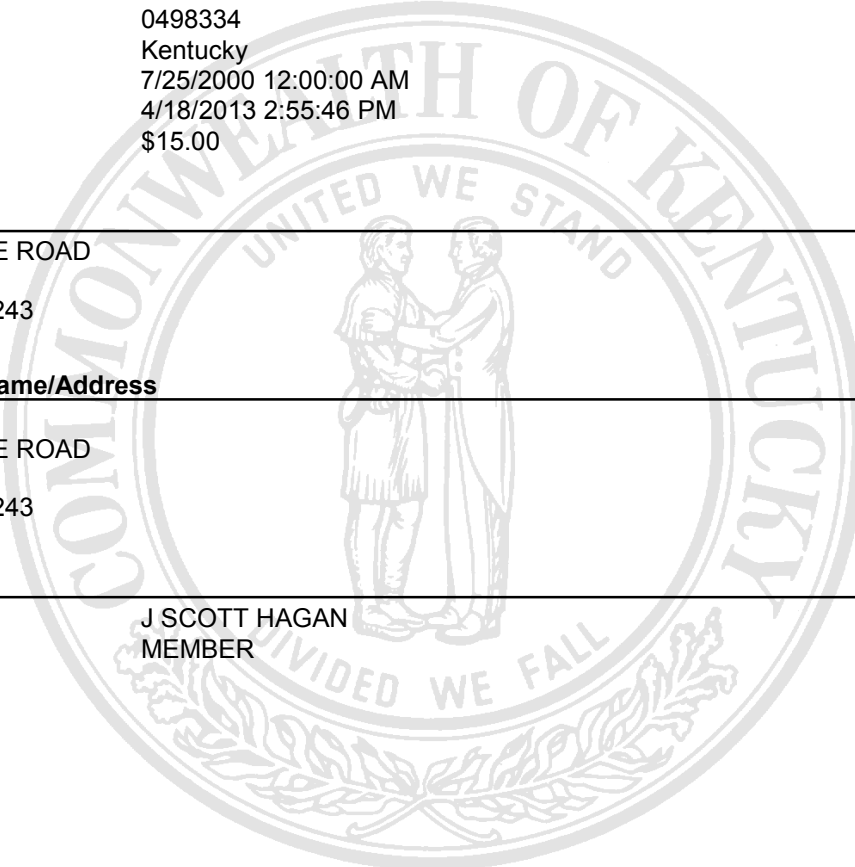 0498334
Kentucky
7/25/2000 12:00:00 AM
4/18/2013 2:55:46 PM
$15.00
COMMONWEALTH OF KENTUCKY
UNITED WE STAND
E ROAD
243
ame/Address
E ROAD
243
J SCOTT HAGAN
MEMBER
DIVIDED WE FALL